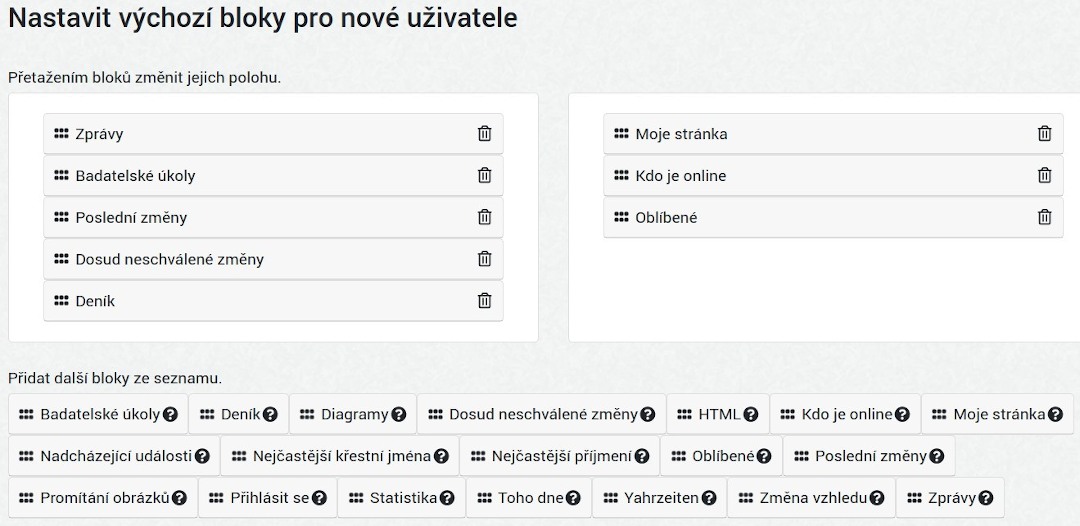 Nastavit výchozí bloky pro nové uživatele
Přetažením bloků změnit jejich polohu.
Zprávy
Badatelské úkoly
Poslední změny
Dosud neschválené změny
Deník
Moje stránka
Kdo je online
Oblíbené
Přidat další bloky ze seznamu.
Badatelské úkoly Deník Diagramy Dosud neschválené změny HTML Kdo je online Moje stránka
Nadcházející události Nejčastější křestní jména Nejčastější příjmení Oblíbené Poslední změny
Promítání obrázků Přihlásit se Statistika Toho dne Yahrzeiten Změna vzhledu Zprávy